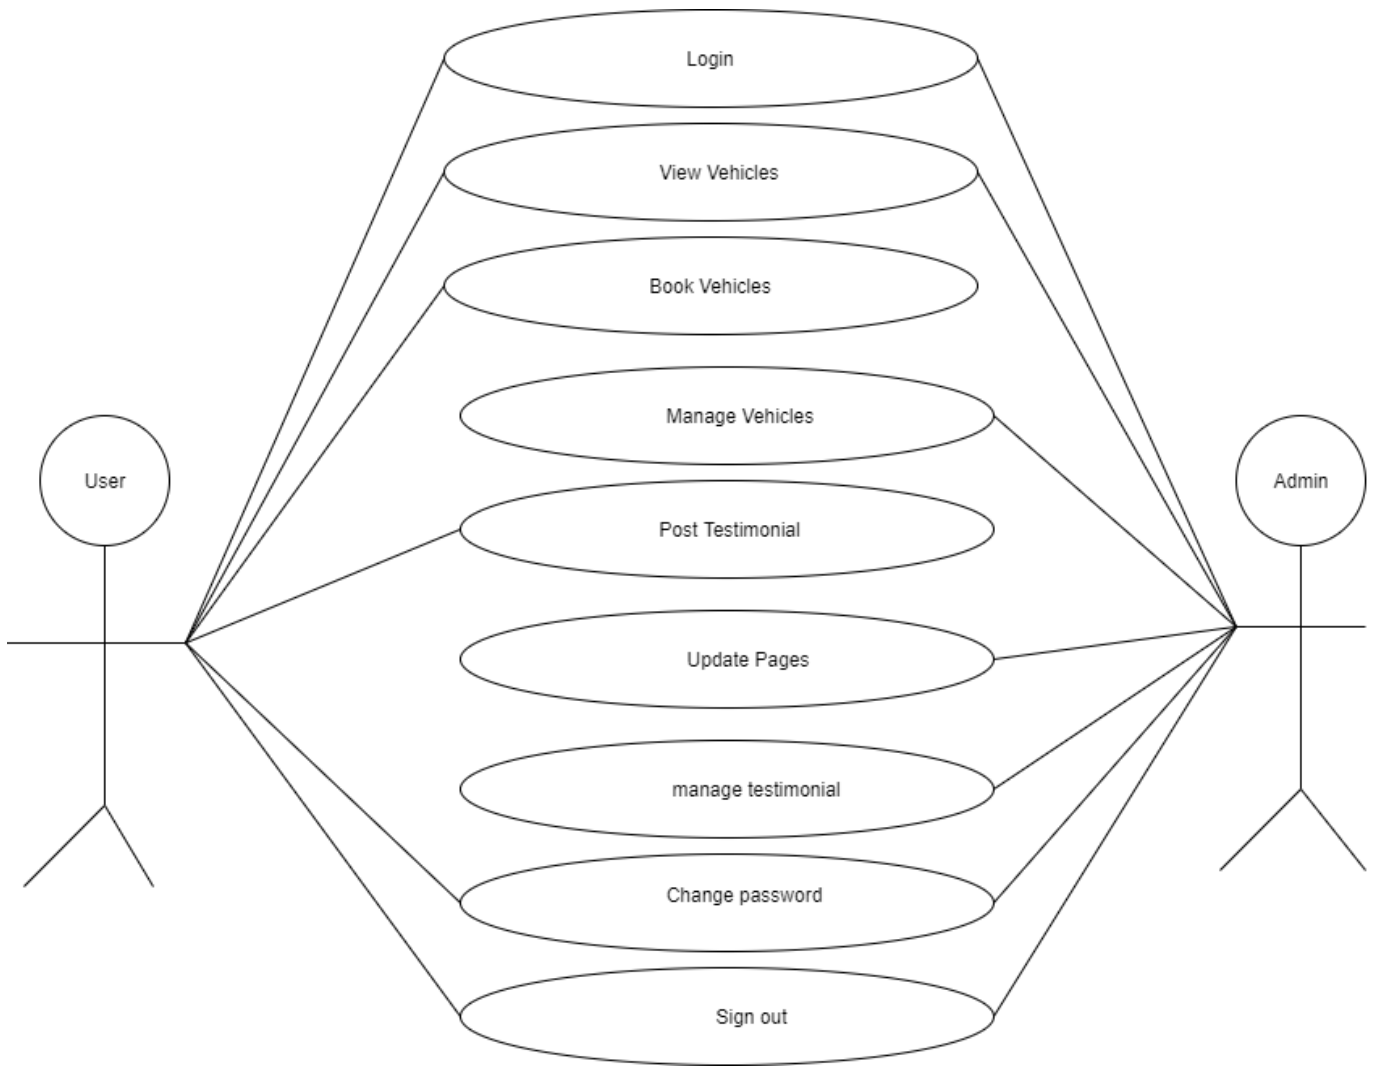 Login
View Vehicles
Book Vehicles
Manage Vehicles
User
Admin
Post Testimonial
Update Pages
manage testimonial
Change password
Sign out